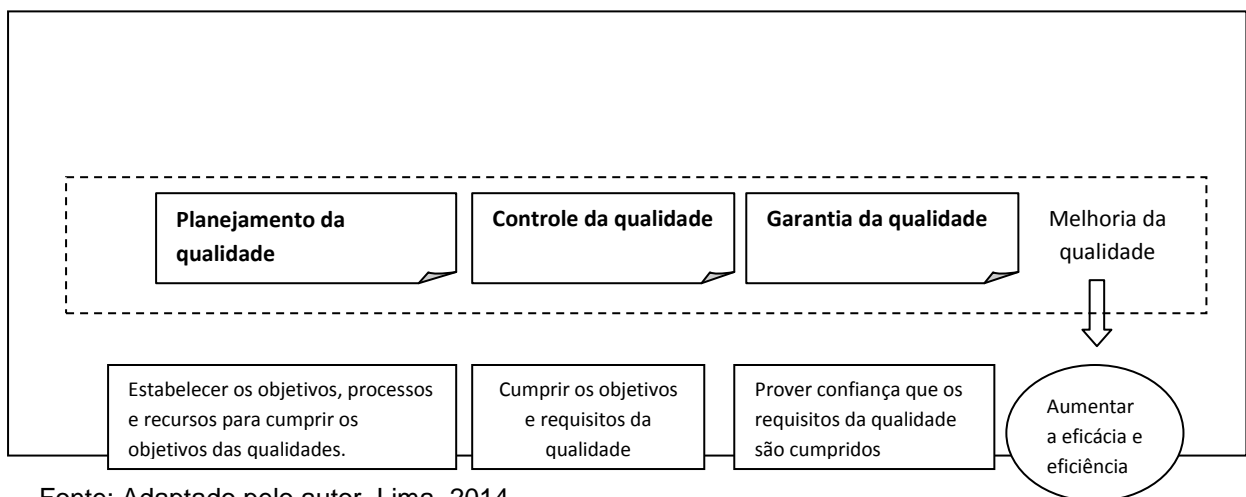 Planejamento da
qualidade
Controle da qualidade
Garantia da qualidade
Melhoria da
qualidade
Estabelecer os objetivos, processos
e recursos para cumprir os
objetivos das qualidades.
Cumprir os objetivos
e requisitos da
qualidade
Prover confiança que os
requisitos da qualidade
são cumpridos
Aumentar
a eficácia e
eficiência
Fonte: Adaptado pelo autor, Lima, 2014